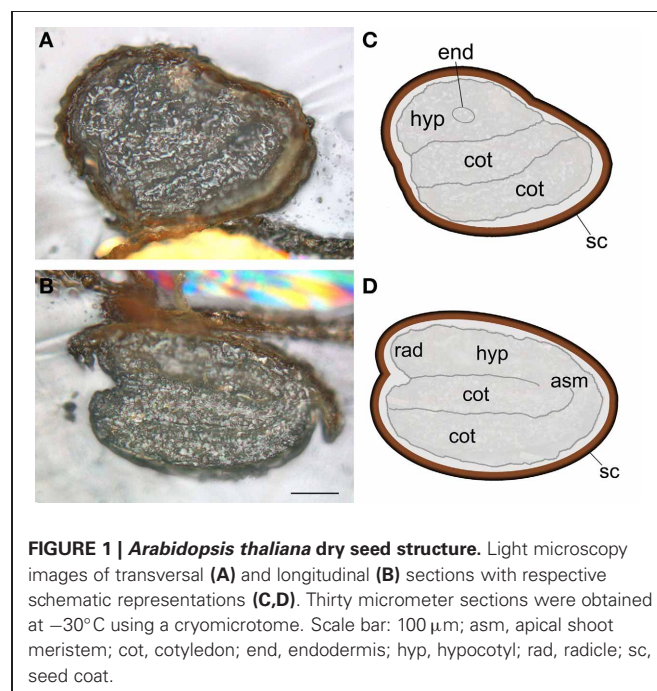 A
C
end
hyp
cot
cot
sc
B
D
rad
hyp
asm
cot
cot
sc
FIGURE 1 | Arabidopsis thaliana dry seed structure. Light microscopy
images of transversal (A) and longitudinal (B) sections with respective
schematic representations (C,D). Thirty micrometer sections were obtained
at −30°C using a cryomicrotome. Scale bar: 100 μm; asm, apical shoot
meristem; cot, cotyledon; end, endodermis; hyp, hypocotyl; rad, radicle; sc,
seed coat.